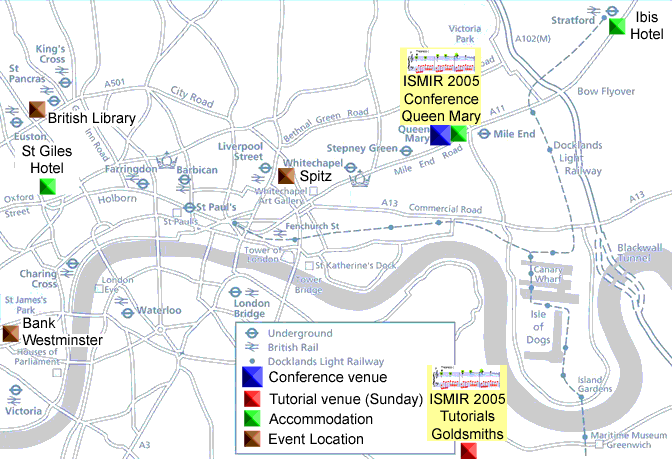 Ibis
Hotel
Stratford
Victoria
Park
A102(M)
King's
Cross
St
Pancras
A501
City Road
ISMIR 2005
Conference
Queen Mary
Road
Bow Flyover
British Library
Euston
Inn Road
Bethnal Green Road
A11
Queen
Mary
Mile End
St Giles
Hotel
Liverpool
Street
Stepney Green
Mile End Road
Docklands
Light
Railway
Farringdon
Barbican
Whitechapel
Spitz
Whitechapel
Art Gallery
Oxford
Street
Holborn
St Paul's
St Paul's
A13
Commercial Road
A13
Fenchurch St
Tower of
London
St Katherine's Dock
Tower
Bridge
Blackwall
Tunnel
Charing
Cross
London
Eye
Canary
Wharf
St James's
Park
Waterloo
London
Bridge
Isle
of
Dogs
Bank
Westminster
Houses of
Parliament
Victoria
A3
Underground
British Rail
Docklands Light Railway
Conference venue
Tutorial venue (Sunday)
Accommodation
Event Location
ISMIR 2005
Tutorials
Goldsmiths
Island
Gardens
Maritime Museum
Greenwich